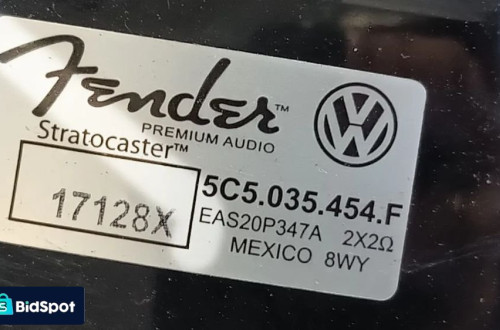 Fender™
PREMIUM AUDIO
Stratocaster™
17128X
5C5.035.454.F
EAS20P347A 2X2Ω
MEXICO 8WY
BidSpot